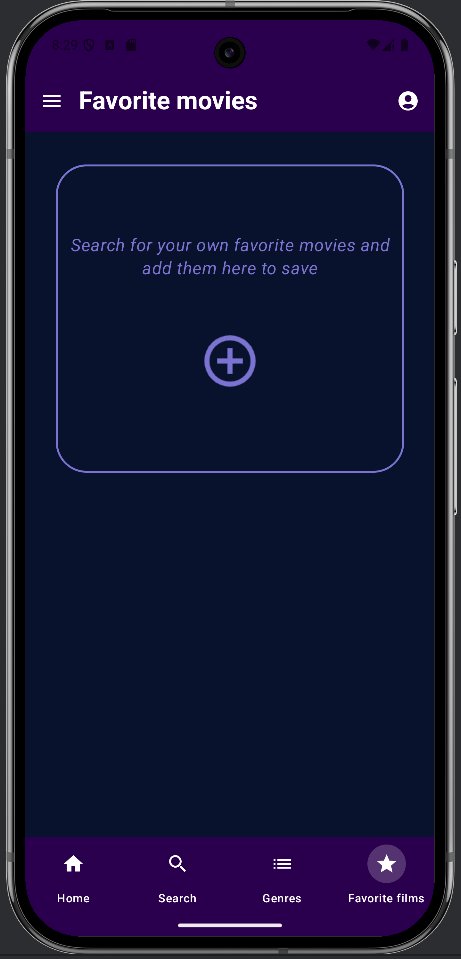 8:29
Favorite movies
Search for your own favorite movies and
add them here to save
Home
Search
Genres
Favorite films